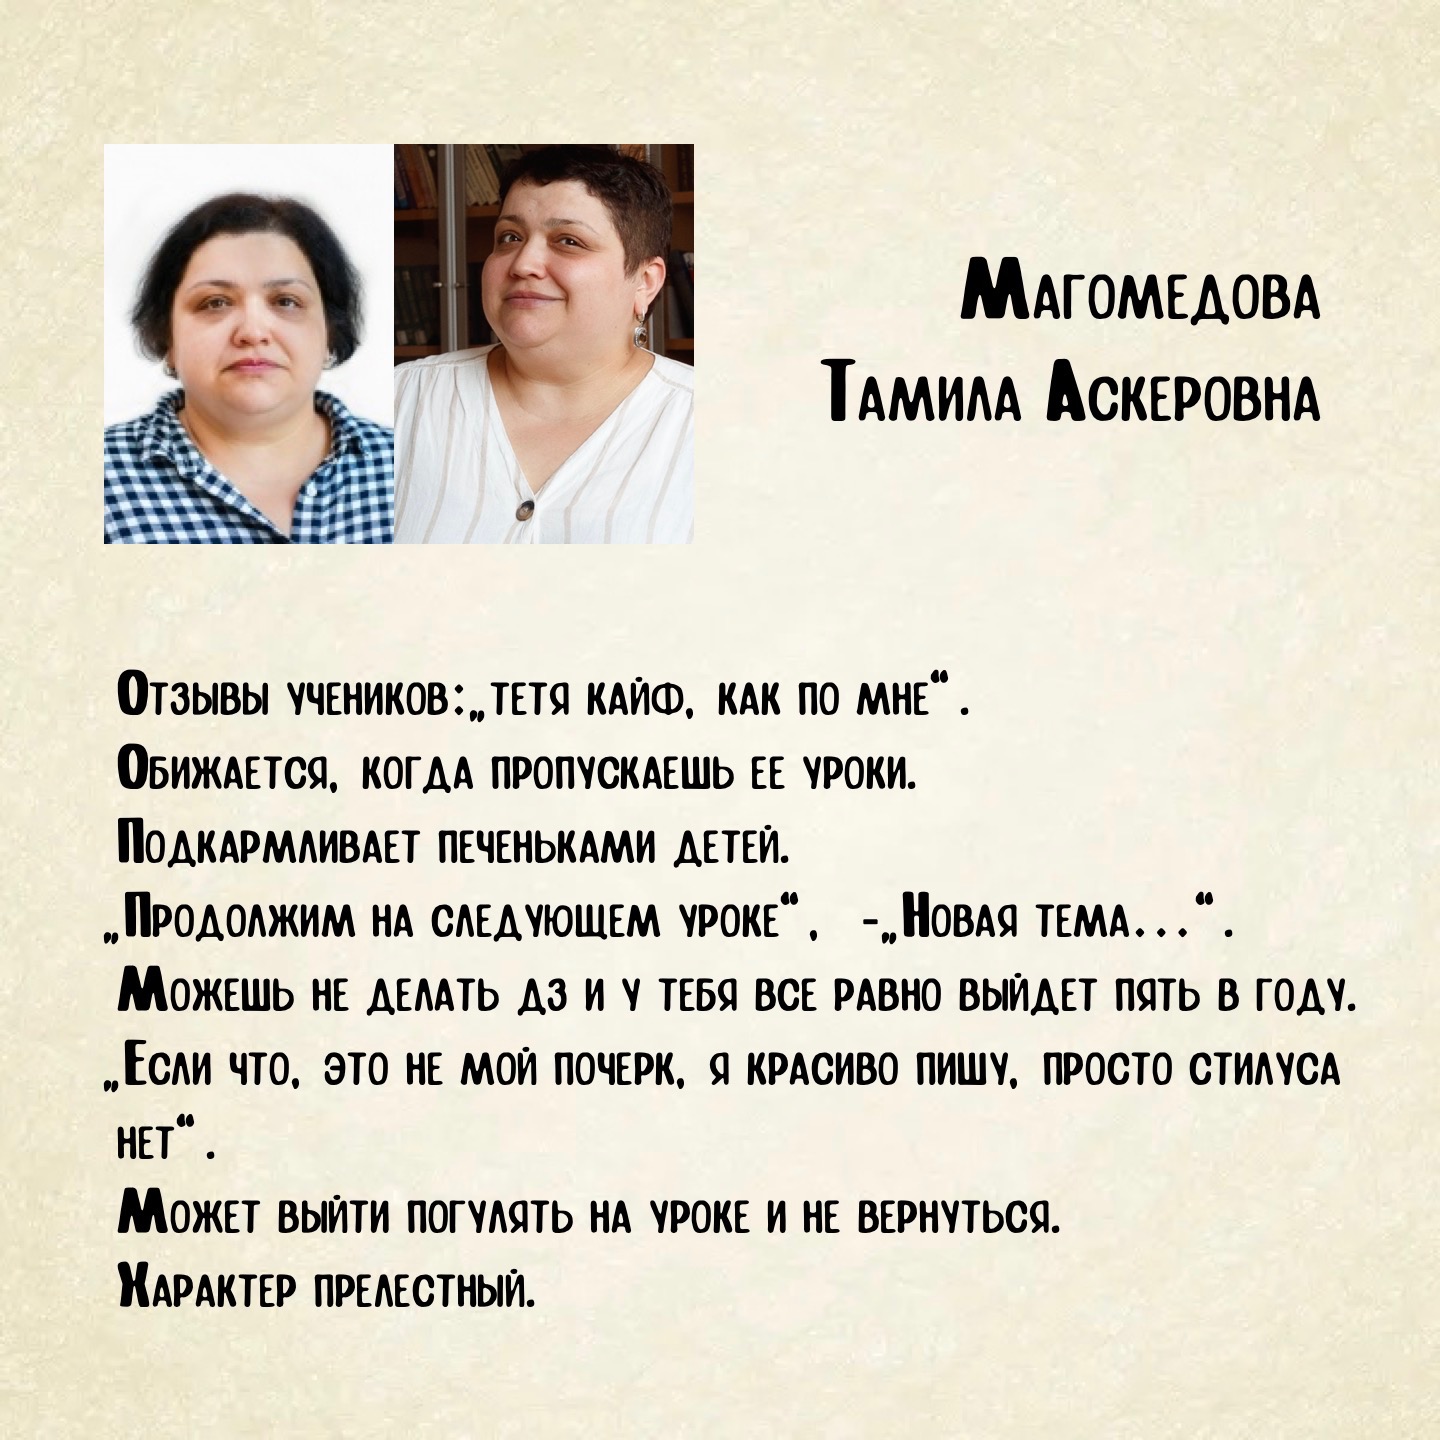 Магомедова
Тамила Аскеровна
Отзывы учеников:„тетя кайф, как по мне“.
Обижается, когда пропускаешь ее уроки.
Подкармливает печеньками детей.
„Продолжим на следующем уроке“, -„Новая тема...“.
Можешь не делать дз и у тебя все равно выйдет пять в году.
„Если что, это не мой почерк, я красиво пишу, просто стилуса
нет“.
Может выйти погулять на уроке и не вернуться.
Характер прелестный.